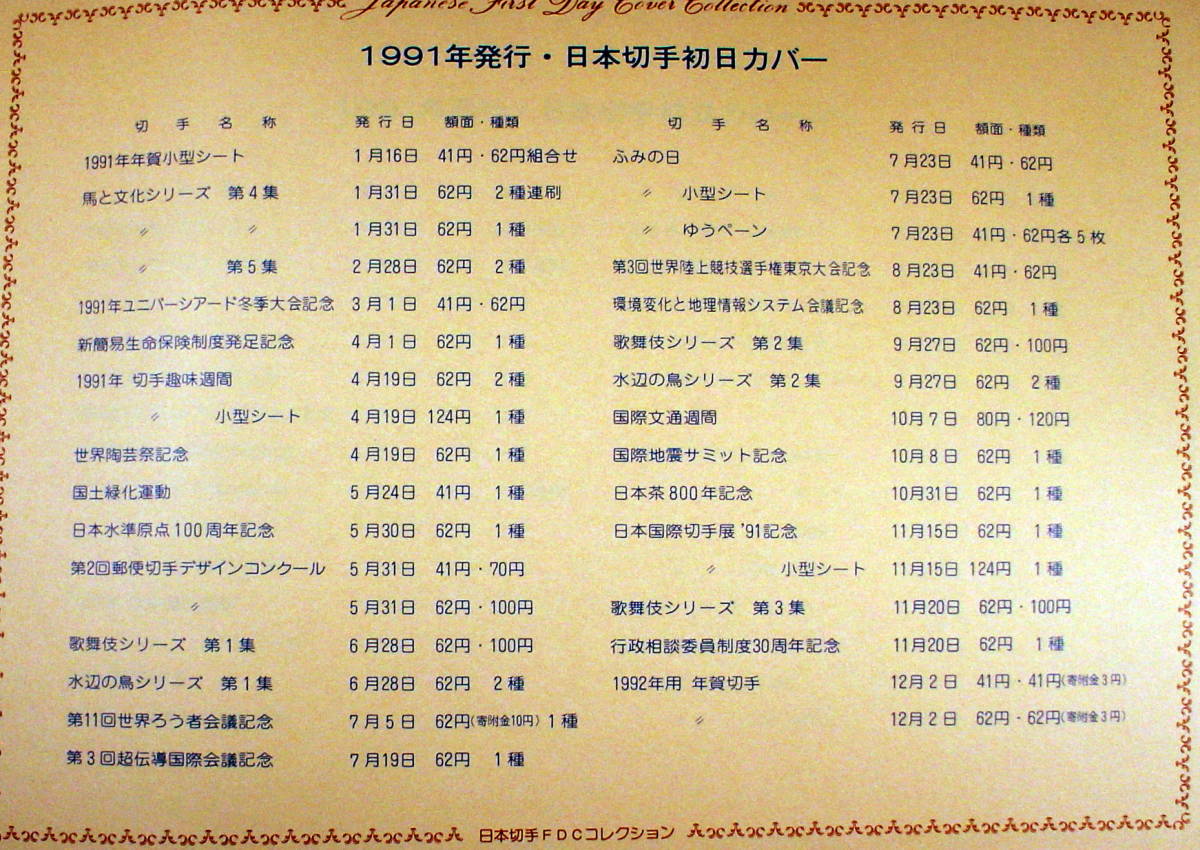 Japanese First Day Cover Collection
1991年発行・日本切手初日カバー
切手名称 発行日 額面・種類
1991年年賀小型シート 1月16日 41円・62円組合せ
馬と文化シリーズ 第4集 1月31日 62円 2種連刷
〃 〃 1月31日 62円 1種
〃 第5集 2月28日 62円 2種
1991年ユニバーシアード冬季大会記念 3月1日 41円・62円
新簡易生命保険制度発足記念 4月1日 62円 1種
1991年 切手趣味週間 4月19日 62円 2種
〃 小型シート 4月19日 124円 1種
世界陶芸祭記念 4月19日 62円 1種
国土緑化運動 5月24日 41円 1種
日本水準原点100周年記念 5月30日 62円 1種
第2回郵便切手デザインコンクール 5月31日 41円・70円
〃 5月31日 62円・100円
歌舞伎シリーズ 第1集 6月28日 62円・100円
水辺の鳥シリーズ 第1集 6月28日 62円 2種
第11回世界ろう者会議記念 7月5日 62円(寄附金10円) 1種
第3回超伝導国際会議記念 7月19日 62円 1種
切手名称 発行日 額面・種類
ふみの日 7月23日 41円・62円
〃 小型シート 7月23日 62円 1種
〃 ゆうペーン 7月23日 41円・62円各5枚
第3回世界陸上競技選手権東京大会記念 8月23日 41円・62円
環境変化と地理情報システム会議記念 8月23日 62円 1種
歌舞伎シリーズ 第2集 9月27日 62円・100円
水辺の鳥シリーズ 第2集 9月27日 62円 2種
国際文通週間 10月7日 80円・120円
国際地震サミット記念 10月8日 62円 1種
日本茶800年記念 10月31日 62円 1種
日本国際切手展'91記念 11月15日 62円 1種
〃 小型シート 11月15日 124円 1種
歌舞伎シリーズ 第3集 11月20日 62円・100円
行政相談委員制度30周年記念 11月20日 62円 1種
1992年用 年賀切手 12月2日 41円・41円(寄附金3円)
〃 12月2日 62円・62円(寄附金3円)
日本切手FDCコレクション